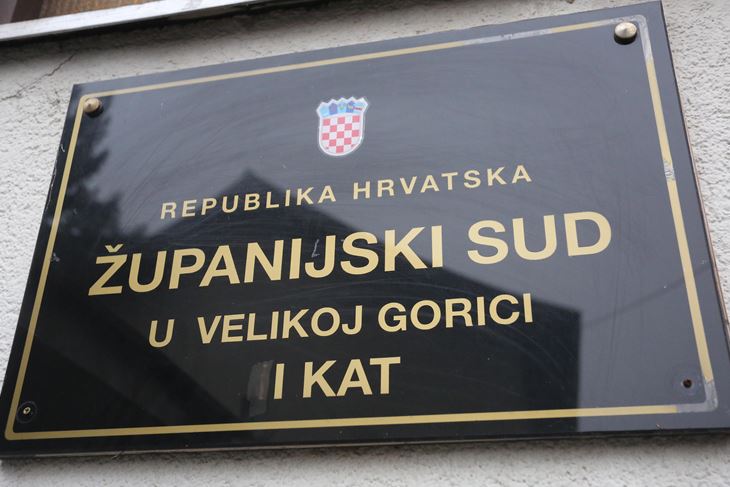 REPUBLIKA HRVATSKA
ŽUPANIJSKI SUD
U VELIKOJ GORICI
I KAT